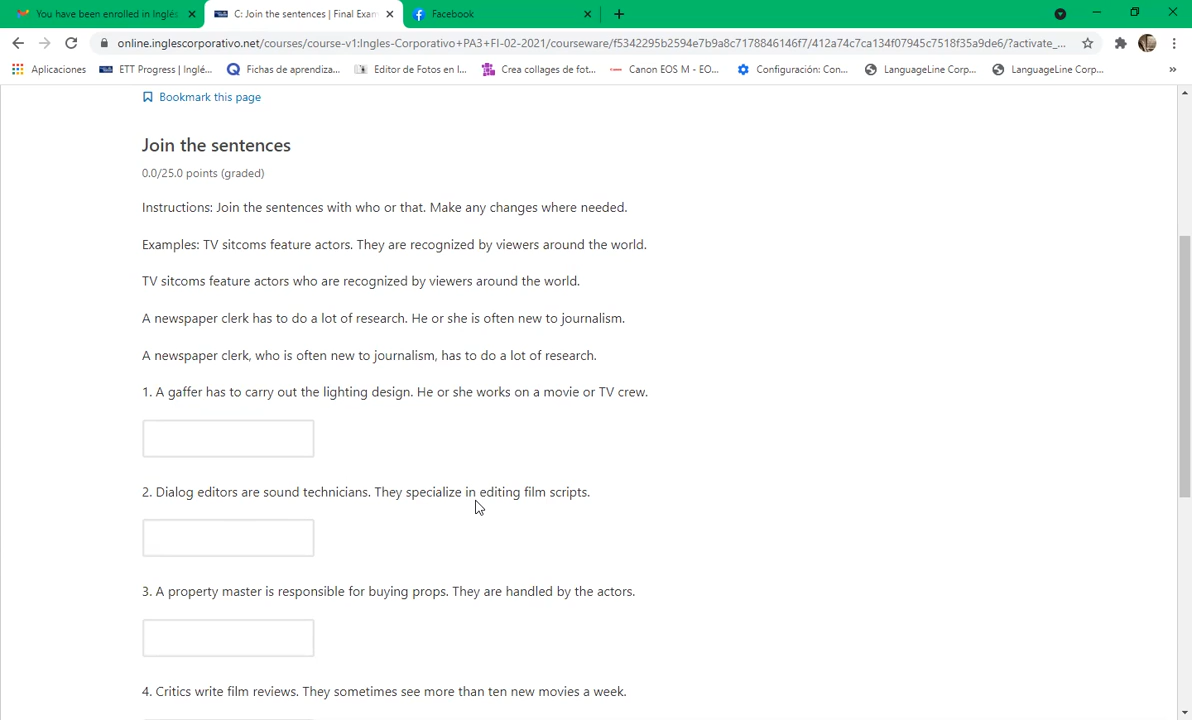 You have been enrolled in Inglés
C: Join the sentences | Final Exam
Facebook
online.inglescorporativo.net/courses/course-v1:Ingles-Corporativo+PA3+FI-02-2021/courseware/f5342295b2594e7b9a8c7178846146f7/412a74c7ca134f07945c7518f35a9de6/?activate_...
Aplicaciones
ETT Progress | Inglé...
Fichas de aprendiza...
Editor de Fotos en l...
Crea collages de fot...
Canon EOS M - EO...
Configuración: Con...
LanguageLine Corp...
LanguageLine Corp...
»
Bookmark this page
Join the sentences
0.0/25.0 points (graded)
Instructions: Join the sentences with who or that. Make any changes where needed.
Examples: TV sitcoms feature actors. They are recognized by viewers around the world.
TV sitcoms feature actors who are recognized by viewers around the world.
A newspaper clerk has to do a lot of research. He or she is often new to journalism.
A newspaper clerk, who is often new to journalism, has to do a lot of research.
1. A gaffer has to carry out the lighting design. He or she works on a movie or TV crew.
2. Dialog editors are sound technicians. They specialize in editing film scripts.
3. A property master is responsible for buying props. They are handled by the actors.
4. Critics write film reviews. They sometimes see more than ten new movies a week.